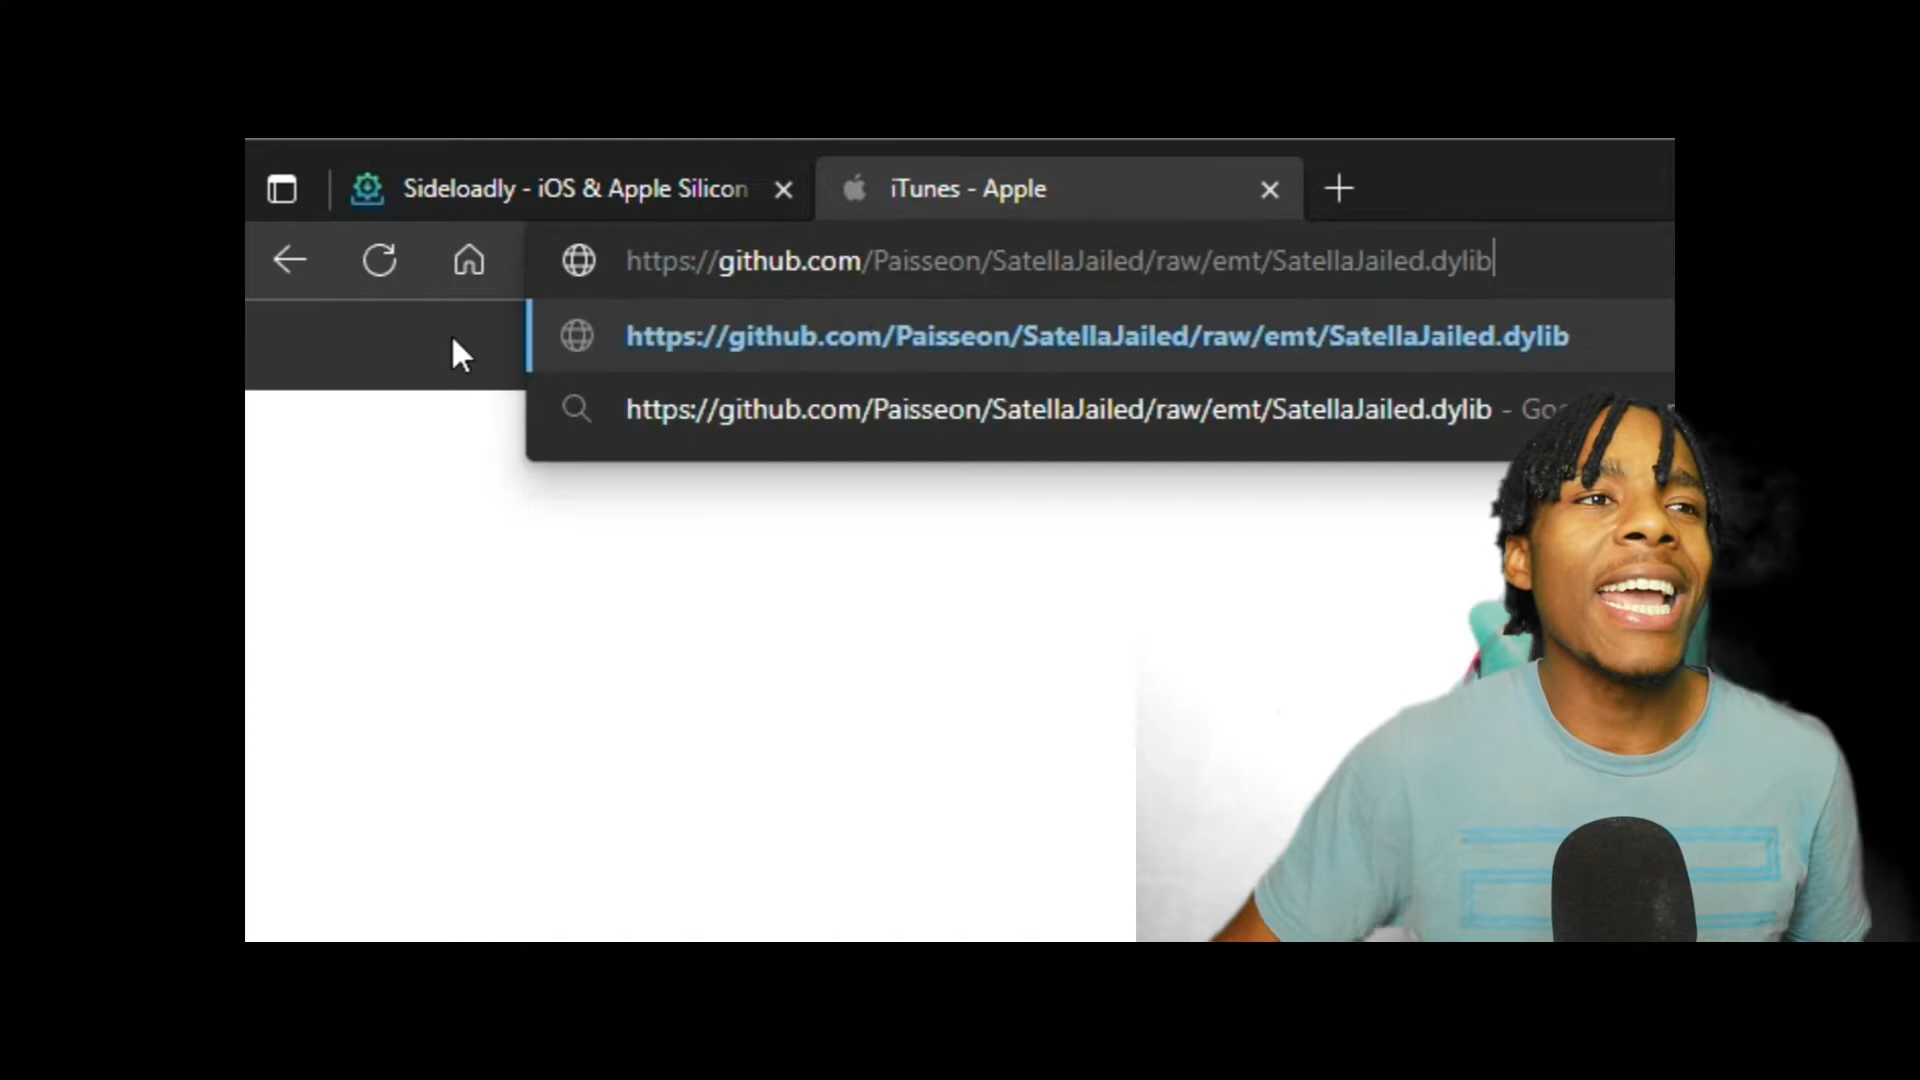 Sideloadly - iOS & Apple Silicon
iTunes - Apple
https://github.com/Paisseon/SatellaJailed/raw/emt/SatellaJailed.dylib
https://github.com/Paisseon/SatellaJailed/raw/emt/SatellaJailed.dylib
https://github.com/Paisseon/SatellaJailed/raw/emt/SatellaJailed.dylib -